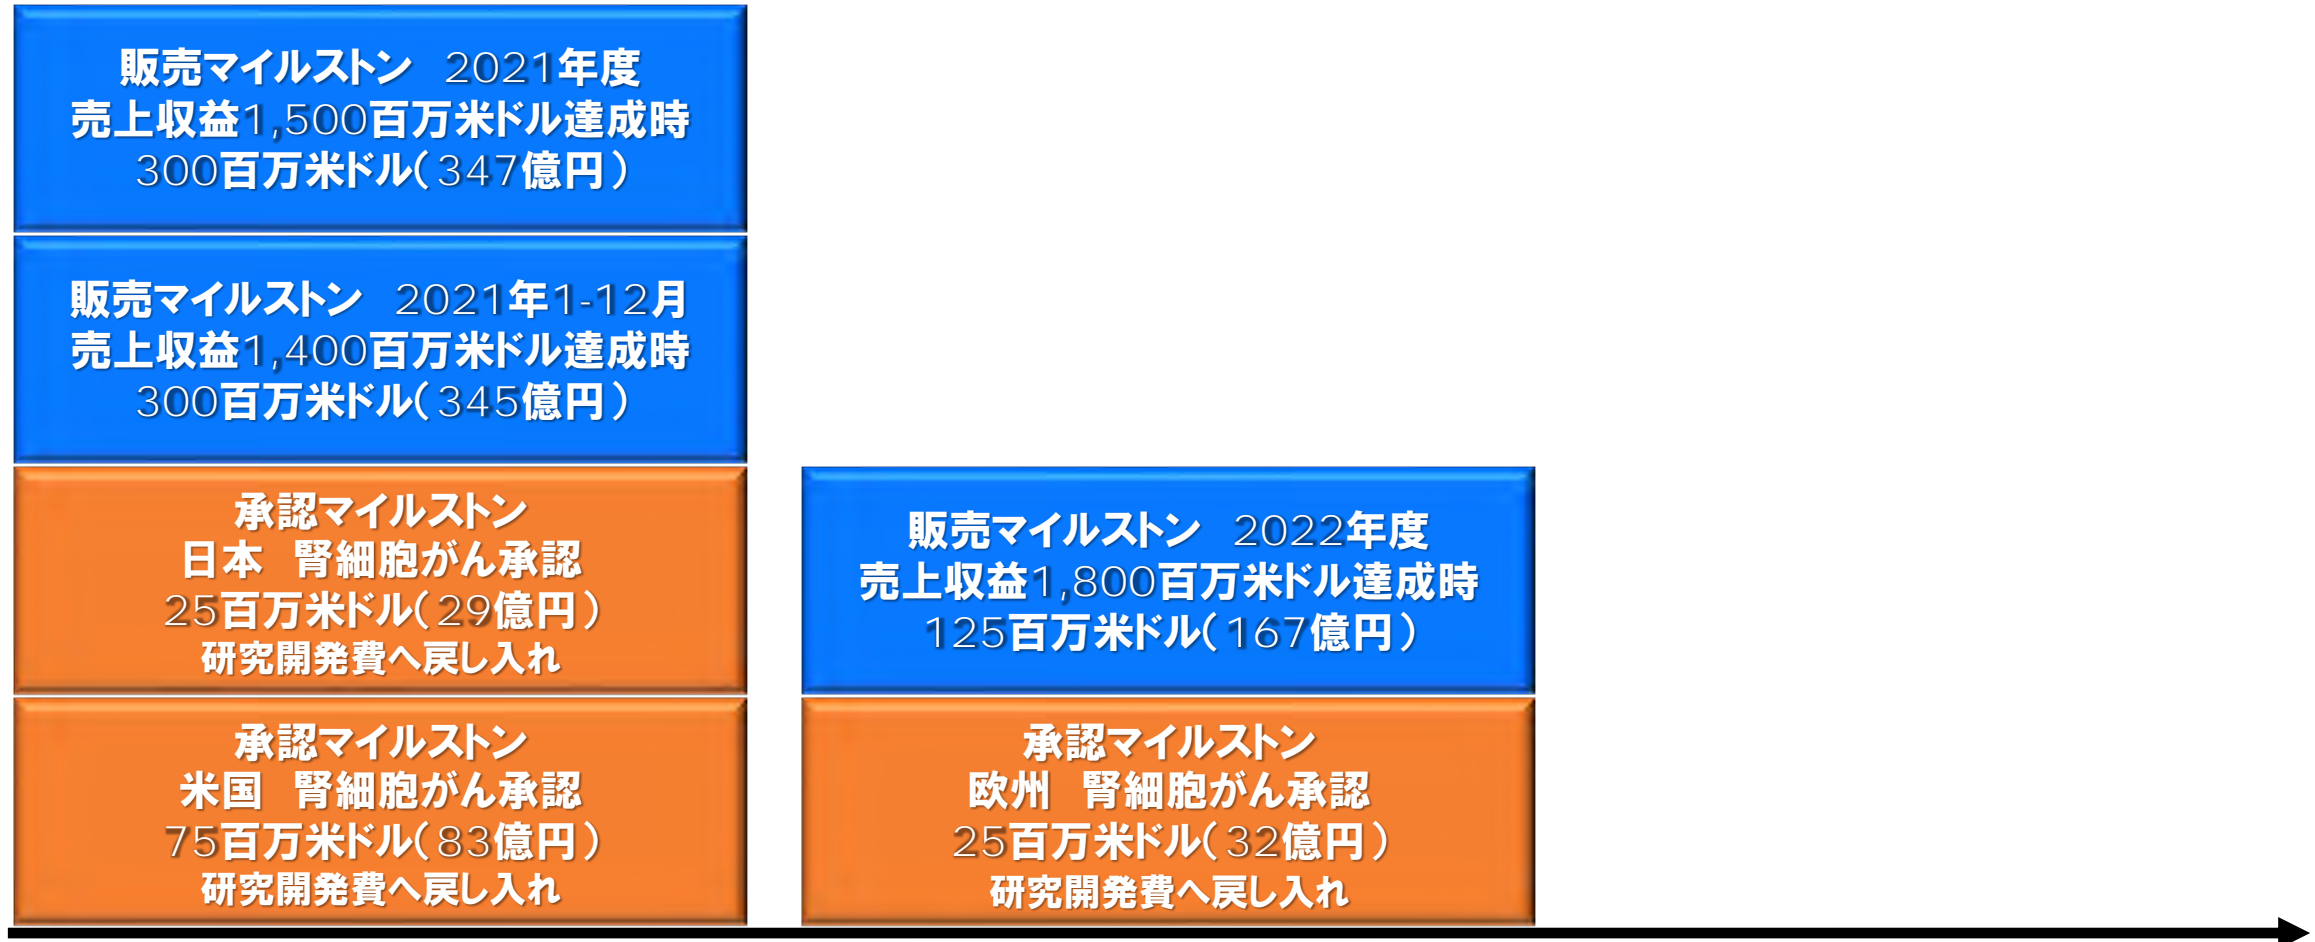 販売マイルストン　2021年度
売上収益1,500百万米ドル達成時
300百万米ドル（347億円）
販売マイルストン　2021年1-12月
売上収益1,400百万米ドル達成時
300百万米ドル（345億円）
承認マイルストン
日本　腎細胞がん承認
25百万米ドル（29億円）
研究開発費へ戻し入れ
承認マイルストン
米国　腎細胞がん承認
75百万米ドル（83億円）
研究開発費へ戻し入れ
販売マイルストン　2022年度
売上収益1,800百万米ドル達成時
125百万米ドル（167億円）
承認マイルストン
欧州　腎細胞がん承認
25百万米ドル（32億円）
研究開発費へ戻し入れ